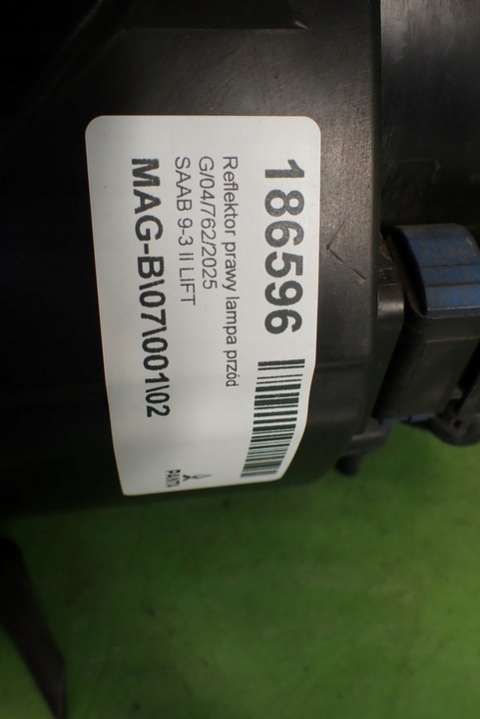 186596
Reflektor prawy lampa przód
G/04/762/2025
SAAB 9-3 II LIFT
MAG-B\07\001\02